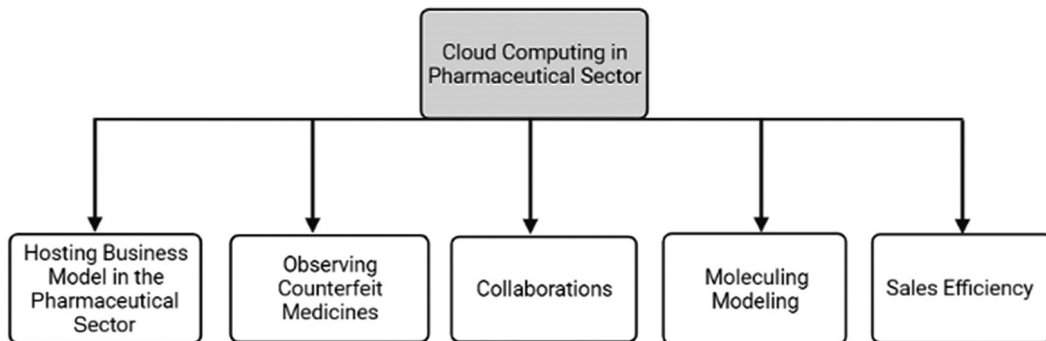 Cloud Computing in
Pharmaceutical Sector
Hosting Business
Model in the
Pharmaceutical
Sector
Observing
Counterfeit
Medicines
Collaborations
Moleculing
Modeling
Sales Efficiency